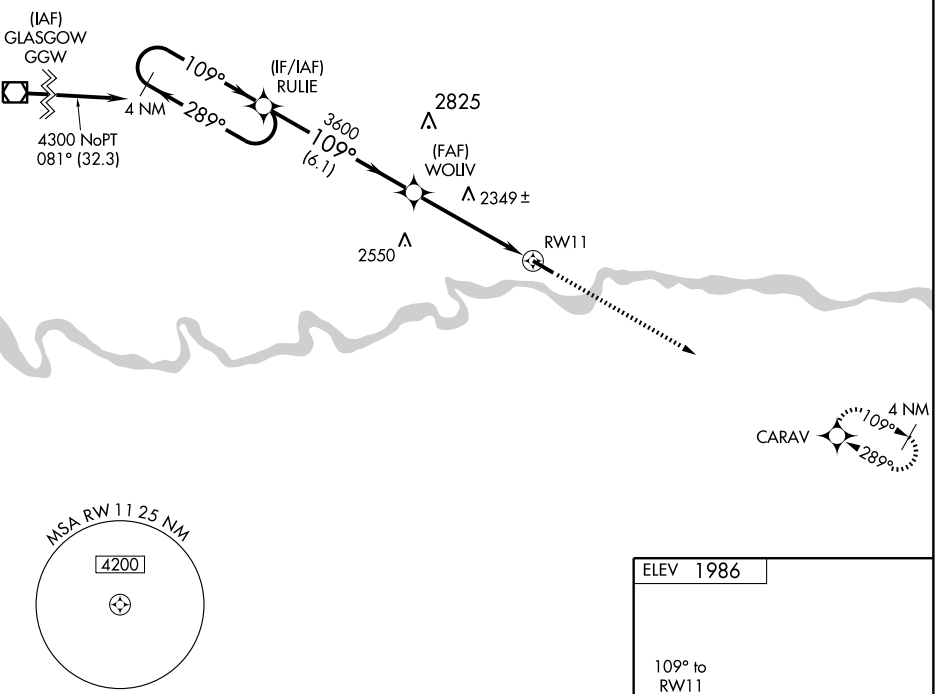 (IAF)
GLASGOW
GGW
4300 NoPT
081° (32.3)
109°
4 NM
289°
(IF/IAF)
RULIE
3600
109°
(6.1)
2825
(FAF)
WOLIV
2349 ±
2550
RW11
CARAV
109°
4 NM
289°
MSA RW 11 25 NM
4200
ELEV 1986
109° to
RW11